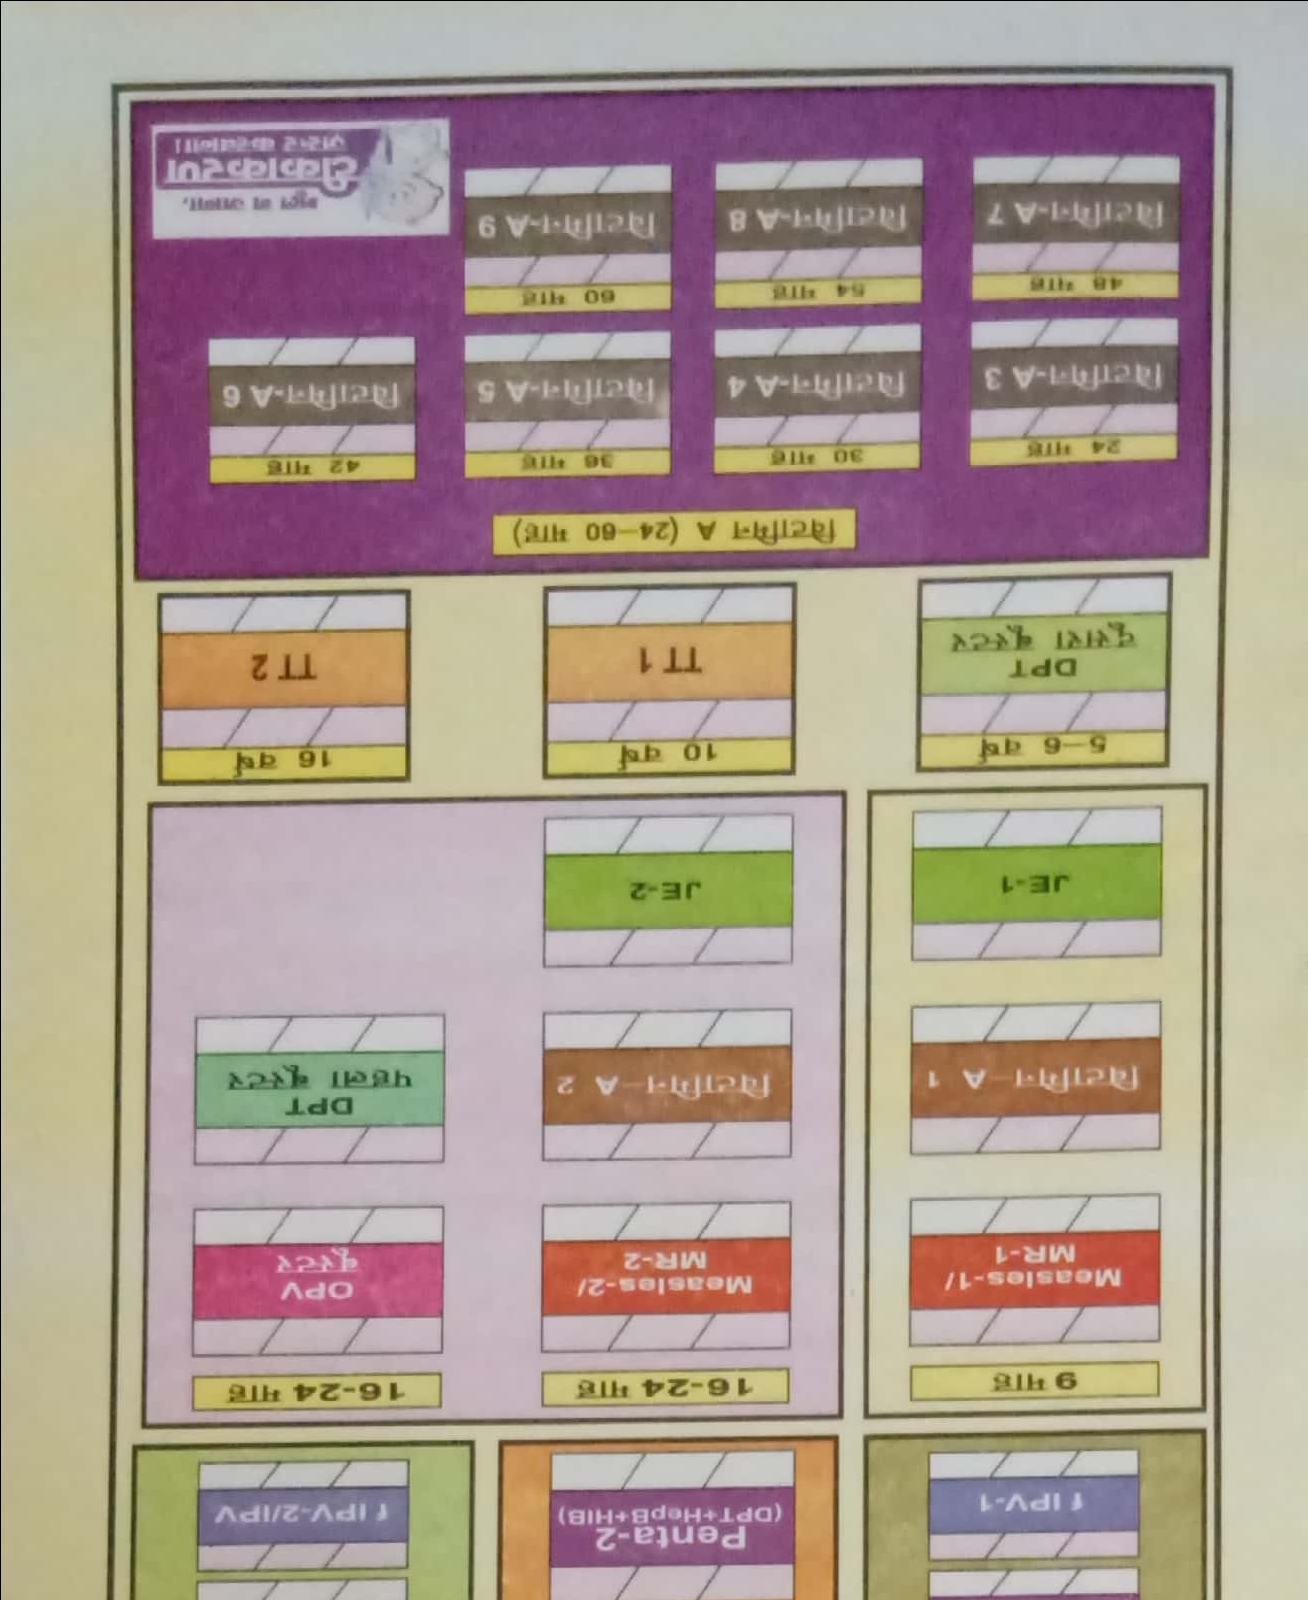 f IPV-1
Penta-2
(DPT+HepB+HIB)
f IPV-2/IPV
9 माह
Measles-1/
MR-1
विटामिन–A 1
JE-1
16-24 माह
Measles-2/
MR-2
विटामिन–A 2
JE-2
16-24 माह
OPV
बूस्टर
DPT
पहला बूस्टर
5–6 वर्ष
DPT
दूसरा बूस्टर
10 वर्ष
TT 1
16 वर्ष
TT 2
विटामिन A (24–60 माह)
24 माह
विटामिन-A 3
30 माह
विटामिन-A 4
36 माह
विटामिन-A 5
42 माह
विटामिन-A 6
48 माह
विटामिन-A 7
54 माह
विटामिन-A 8
60 माह
विटामिन-A 9
भूल न जाना,
टीकाकरण
ज़रूर करवाना।